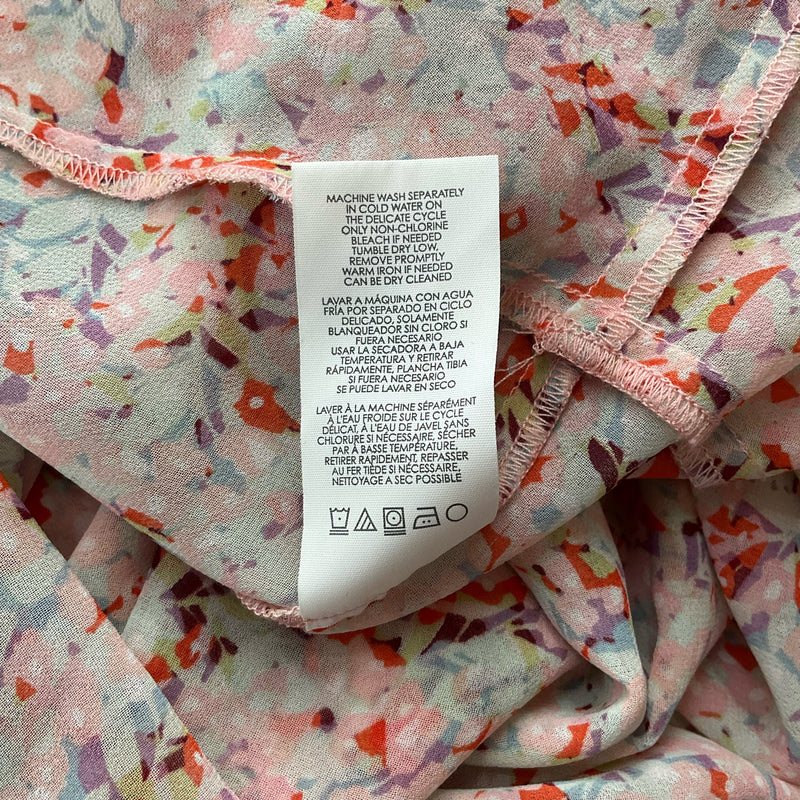 MACHINE WASH SEPARATELY
IN COLD WATER ON
THE DELICATE CYCLE
ONLY NON-CHLORINE
BLEACH IF NEEDED
TUMBLE DRY LOW,
REMOVE PROMPTLY
WARM IRON IF NEEDED
CAN BE DRY CLEANED
LAVAR A MÁQUINA CON AGUA
FRÍA POR SEPARADO EN CICLO
DELICADO, SOLAMENTE
BLANQUEADOR SIN CLORO SI
FUERA NECESARIO
USAR LA SECADORA A BAJA
TEMPERATURA Y RETIRAR
RÁPIDAMENTE, PLANCHA TIBIA
SI FUERA NECESARIO
SE PUEDE LAVAR EN SECO
LAVER À LA MACHINE SÉPARÉMENT
À L'EAU FROIDE SUR LE CYCLE
DÉLICAT, À L'EAU DE JAVEL SANS
CHLORURE SI NÉCESSAIRE, SÉCHER
PAR À BASSE TEMPÉRATURE,
RETIRER RAPIDEMENT, REPASSER
AU FER TIÈDE SI NÉCESSAIRE,
NETTOYAGE A SEC POSSIBLE